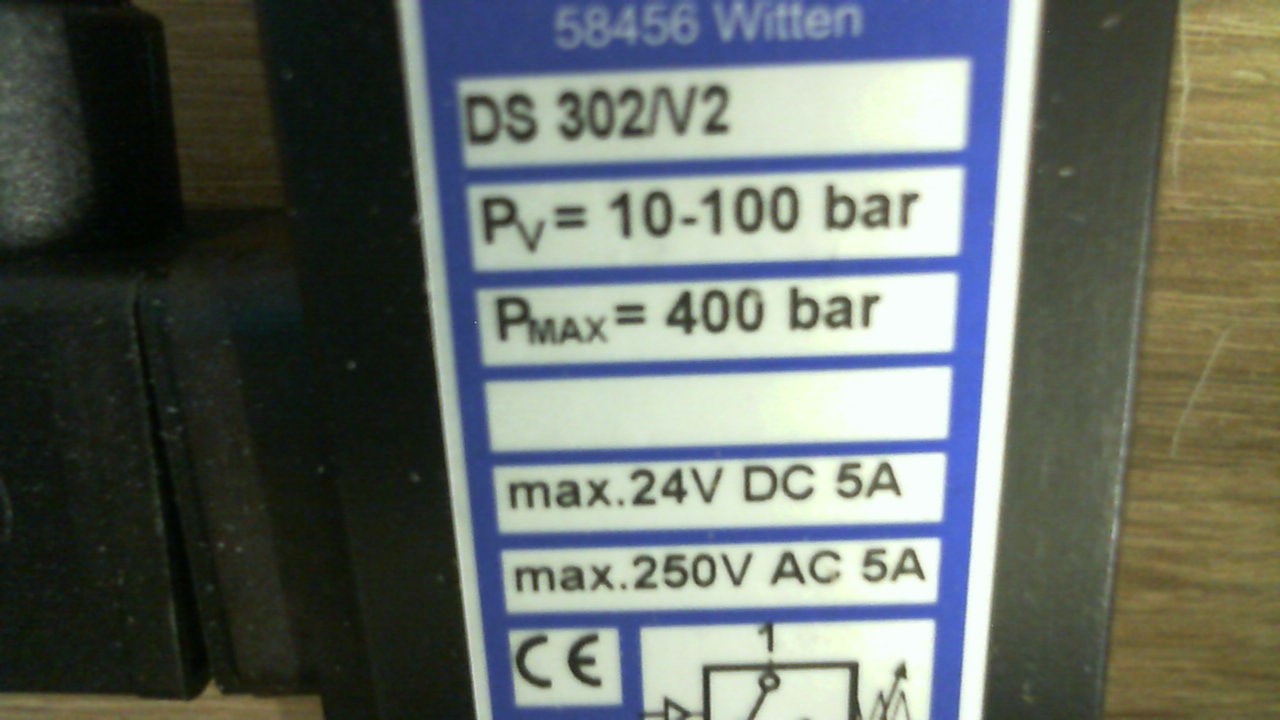 58456 Witten
DS 302/V2
PV = 10-100 bar
PMAX = 400 bar
max.24V DC 5A
max.250V AC 5A
CE
1